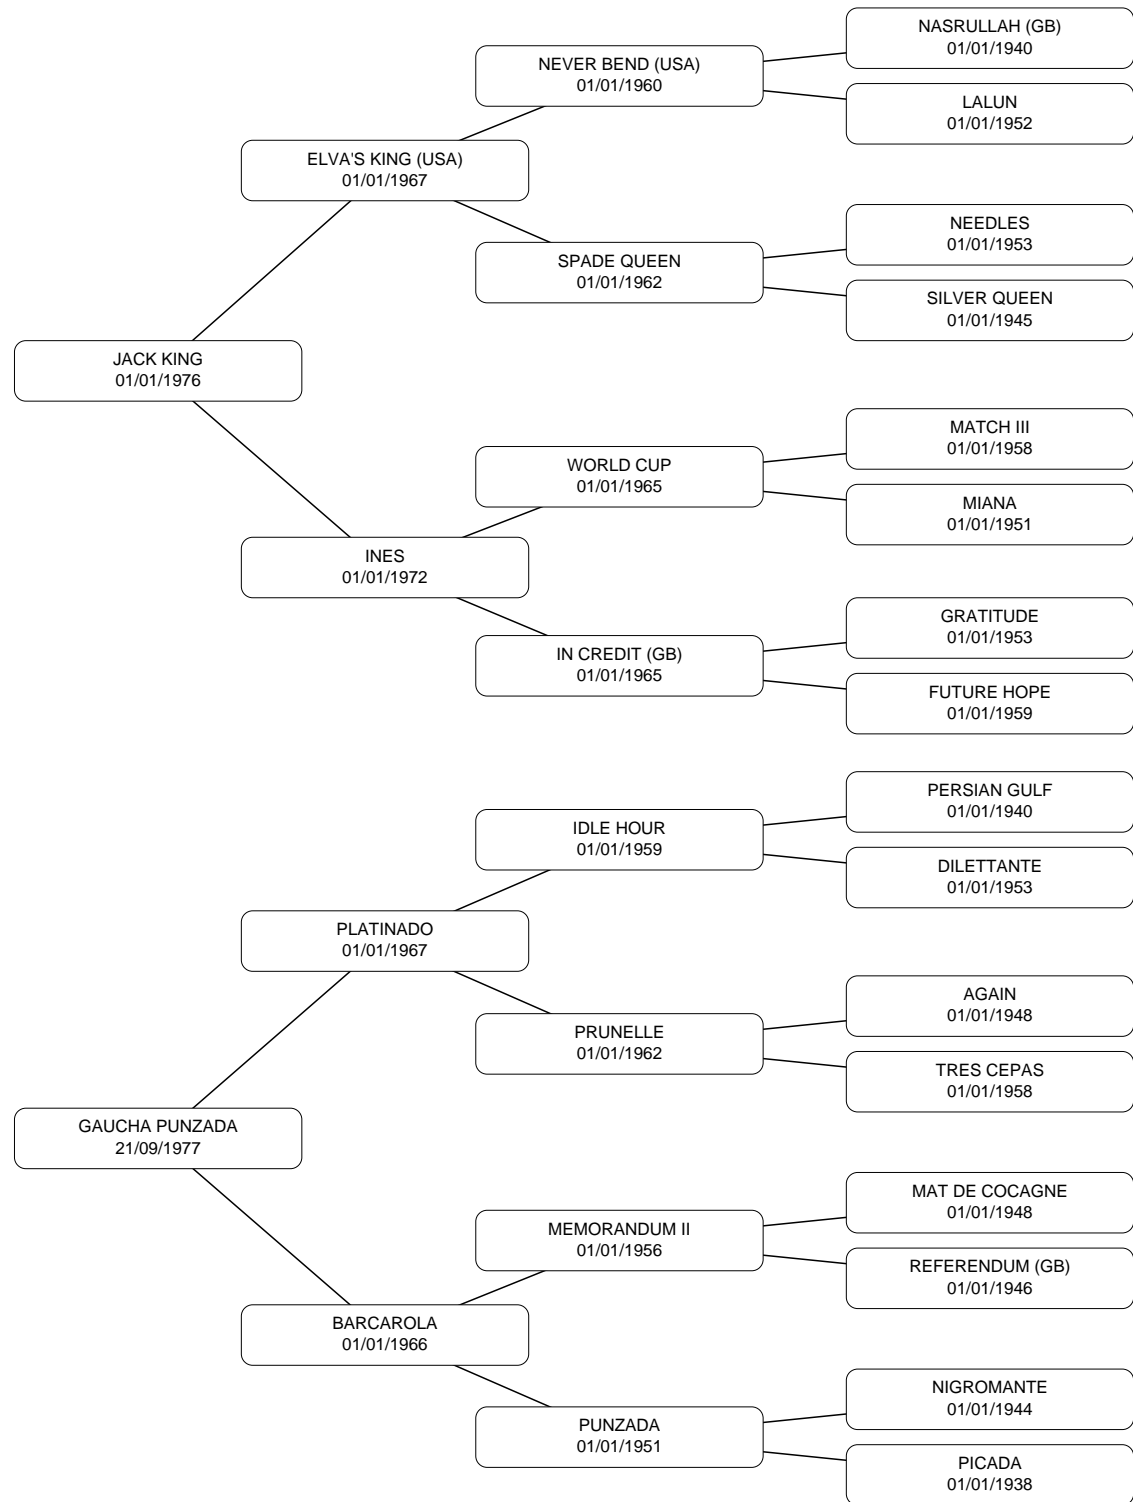 NASRULLAH (GB)
01/01/1940
NEVER BEND (USA)
01/01/1960
LALUN
01/01/1952
ELVA'S KING (USA)
01/01/1967
NEEDLES
01/01/1953
SPADE QUEEN
01/01/1962
SILVER QUEEN
01/01/1945
JACK KING
01/01/1976
MATCH III
01/01/1958
WORLD CUP
01/01/1965
MIANA
01/01/1951
INES
01/01/1972
GRATITUDE
01/01/1953
IN CREDIT (GB)
01/01/1965
FUTURE HOPE
01/01/1959
PERSIAN GULF
01/01/1940
IDLE HOUR
01/01/1959
DILETTANTE
01/01/1953
PLATINADO
01/01/1967
AGAIN
01/01/1948
PRUNELLE
01/01/1962
TRES CEPAS
01/01/1958
GAUCHA PUNZADA
21/09/1977
MAT DE COCAGNE
01/01/1948
MEMORANDUM II
01/01/1956
REFERENDUM (GB)
01/01/1946
BARCAROLA
01/01/1966
NIGROMANTE
01/01/1944
PUNZADA
01/01/1951
PICADA
01/01/1938